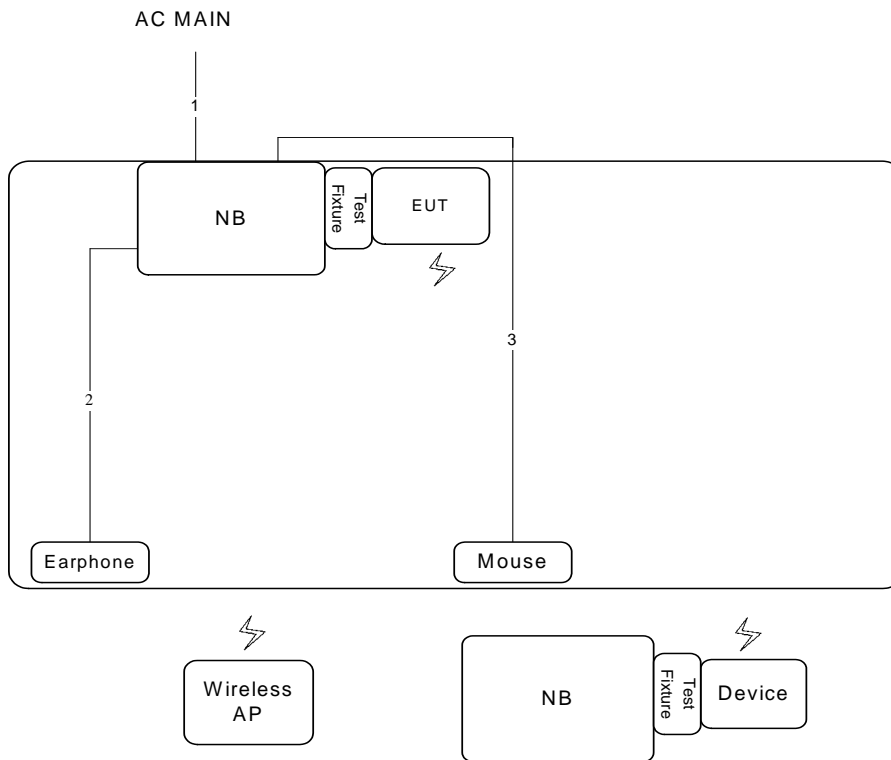 AC MAIN
1
NB
Test
Fixture
EUT
3
2
Earphone
Mouse
Wireless
AP
NB
Test
Fixture
Device